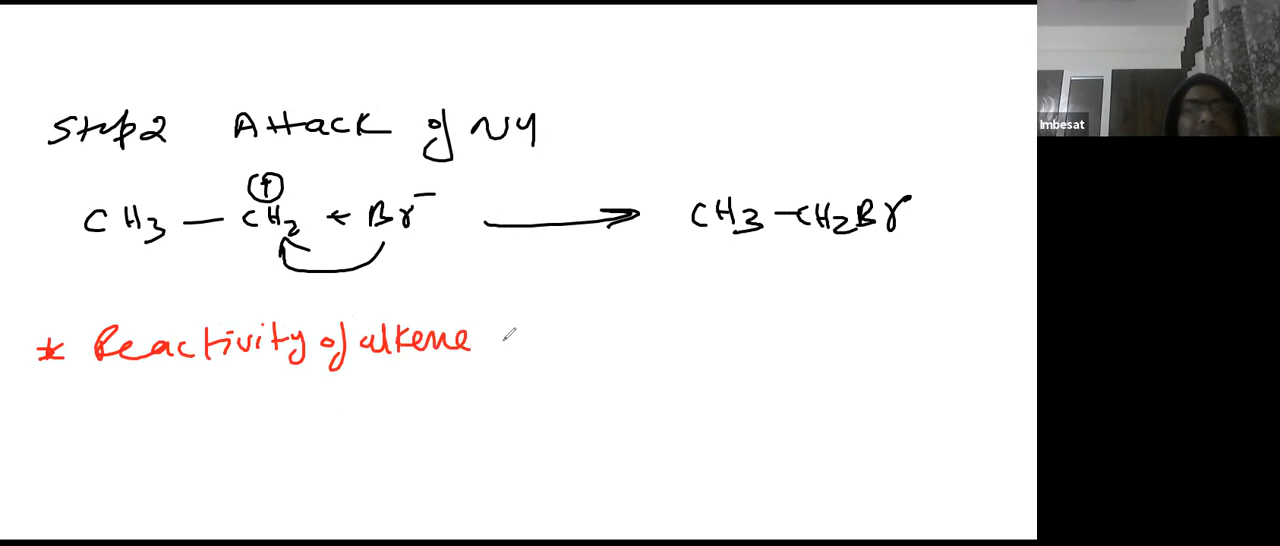 Step2 Attack of NU
CH3 — CH2 + Br⁻ ⟶ CH3 —CH2Br
⊕
* Reactivity of alkene
Imbesat